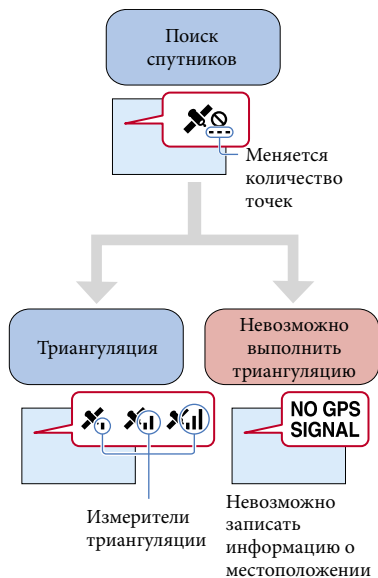 Поиск
спутников
Меняется
количество
точек
Триангуляция
Невозможно
выполнить
триангуляцию
NO GPS
SIGNAL
Измерители
триангуляции
Невозможно
записать
информацию о
местоположении